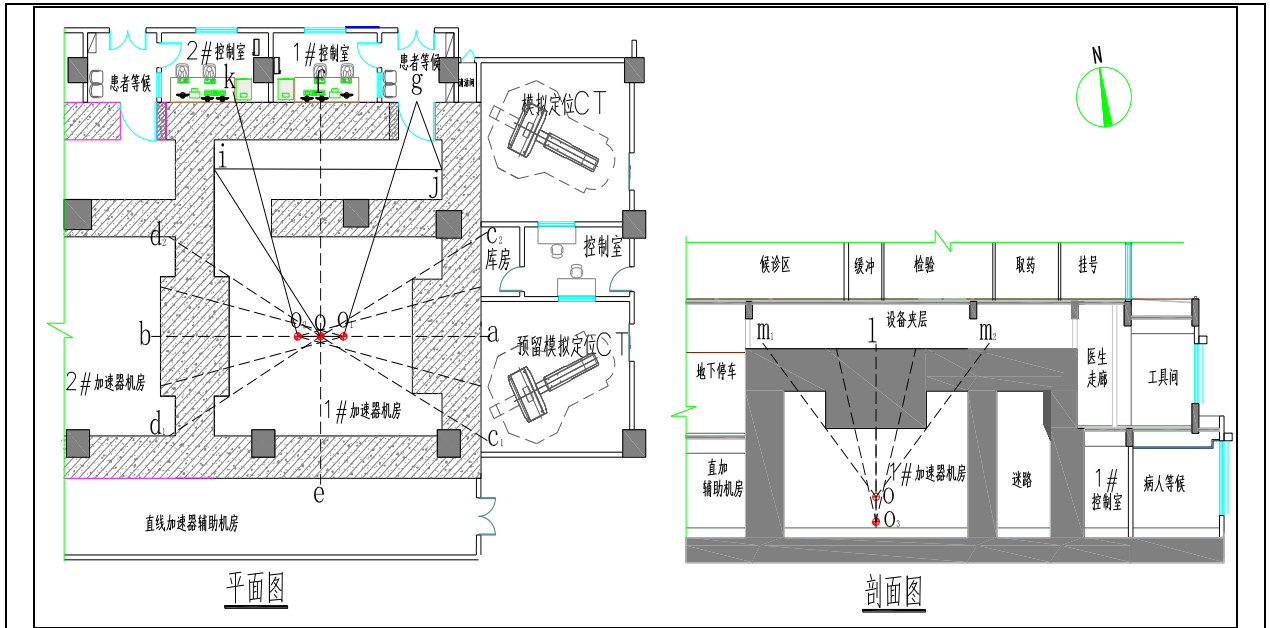 2#控制室
1#控制室
患者等候
患者等候
k
f
g
模拟定位CT
N
i
j
d₂
c₂
库房
控制室
O₂
O
O₁
b
a
预留模拟定位CT
2#加速器机房
1#加速器机房
d₁
c₁
e
直线加速器辅助机房
平面图
候诊区
缓冲
检验
取药
挂号
设备夹层
m₁
l
m₂
地下停车
医生
走廊
工具间
直加
辅助机房
1#加速器机房
O
O₃
迷路
1#
控制室
病人等候
剖面图